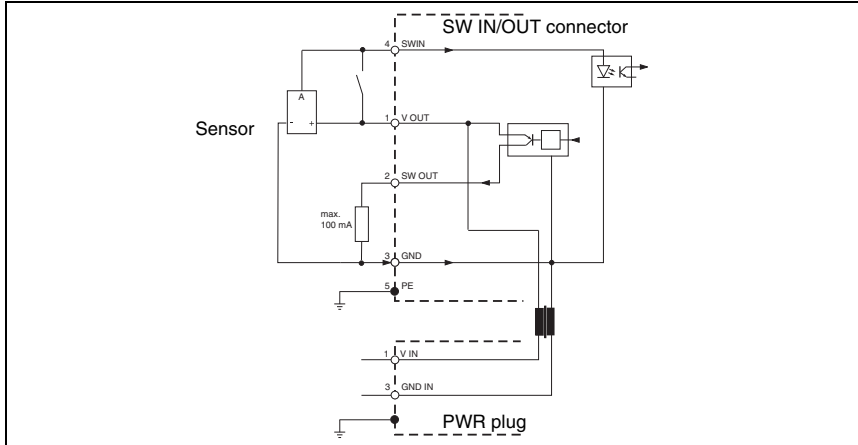 SW IN/OUT connector
4 SWIN
A
Sensor
- +
1 V OUT
2 SW OUT
max.
100 mA
3 GND
5 PE
1 V IN
3 GND IN
PWR plug